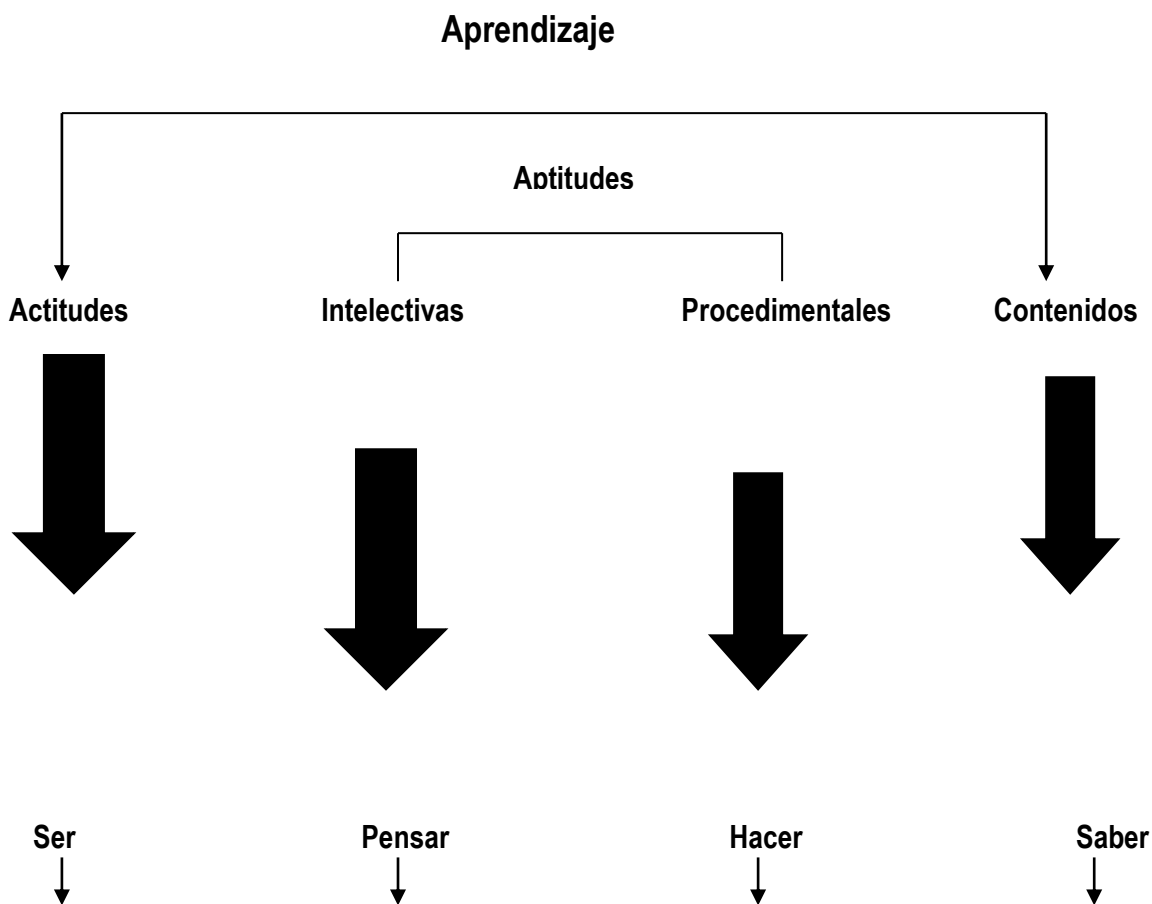 Aprendizaje
Aptitudes
Actitudes Intelectivas Procedimentales Contenidos
Ser Pensar Hacer Saber